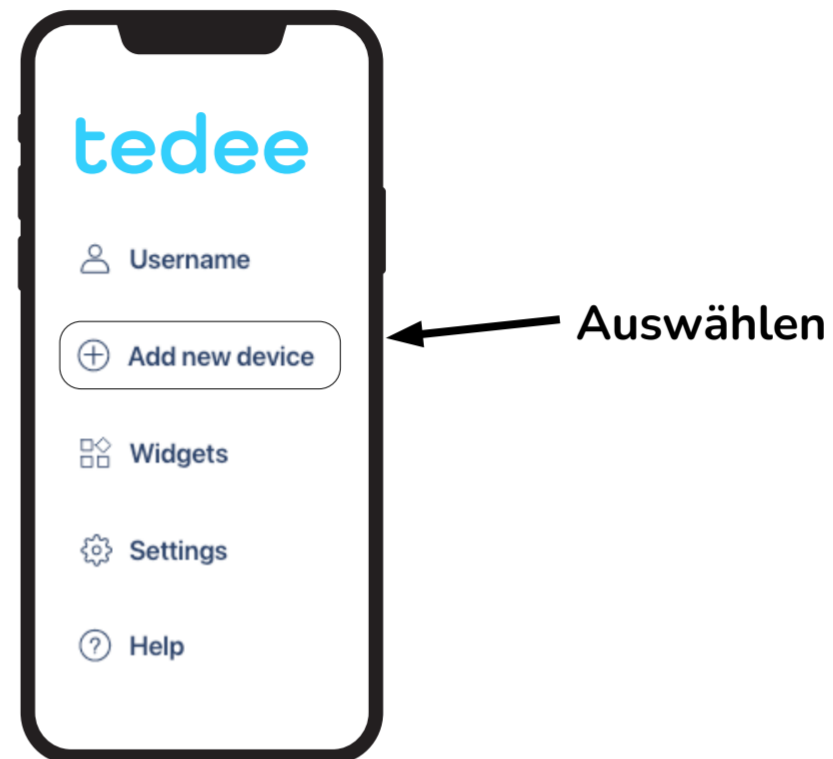 tedee
Username
Add new device
Auswählen
Widgets
Settings
Help